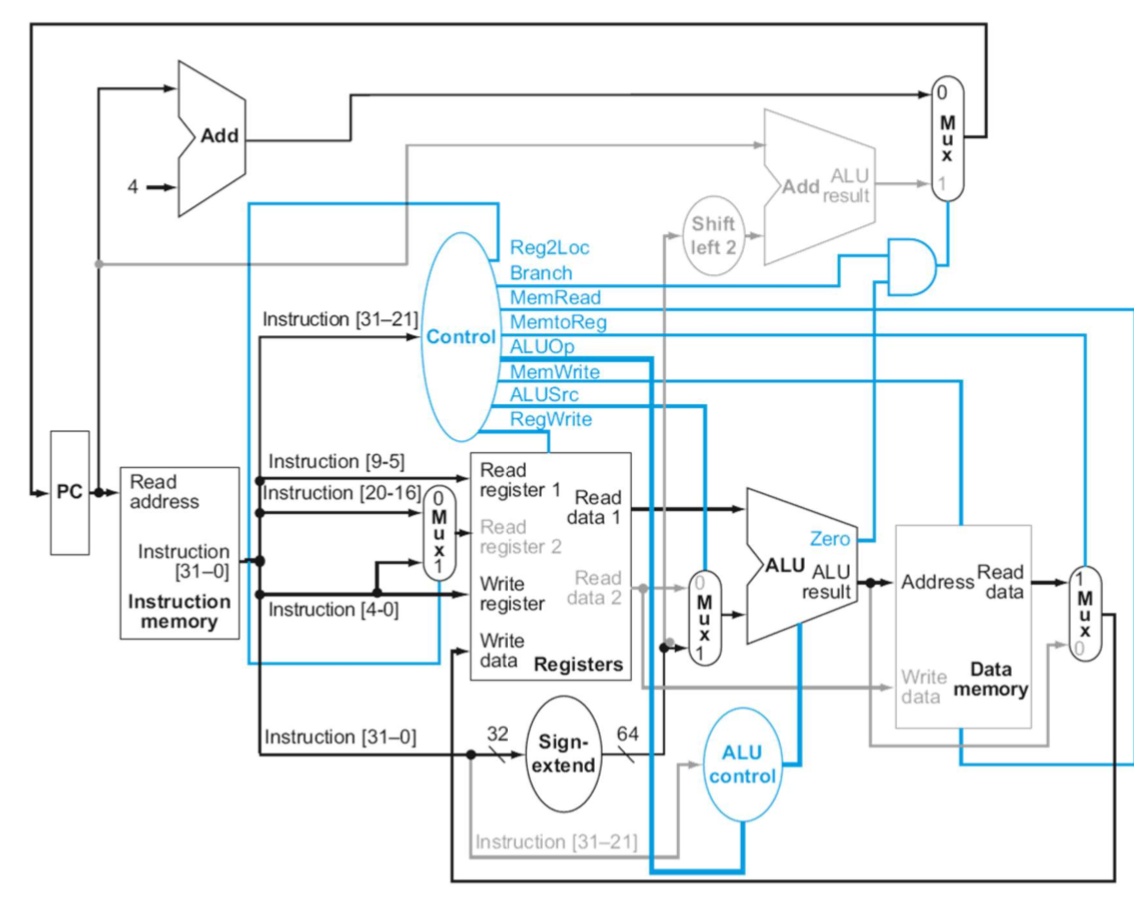 0
M
u
x
1
Add
4
Add
ALU
result
Shift
left 2
Reg2Loc
Branch
MemRead
MemtoReg
ALUOp
MemWrite
ALUSrc
RegWrite
Control
Instruction [31–21]
PC
Read
address
Instruction
[31–0]
Instruction
memory
Instruction [9-5]
Instruction [20-16]
Instruction [4-0]
0
M
u
x
1
Read
register 1
Read
register 2
Write
register
Write
data
Read
data 1
Read
data 2
Registers
0
M
u
x
1
Zero
ALU
ALU
result
Address
Read
data
Write
data
Data
memory
1
M
u
x
0
Instruction [31–0]
32
Sign-
extend
64
ALU
control
Instruction [31–21]